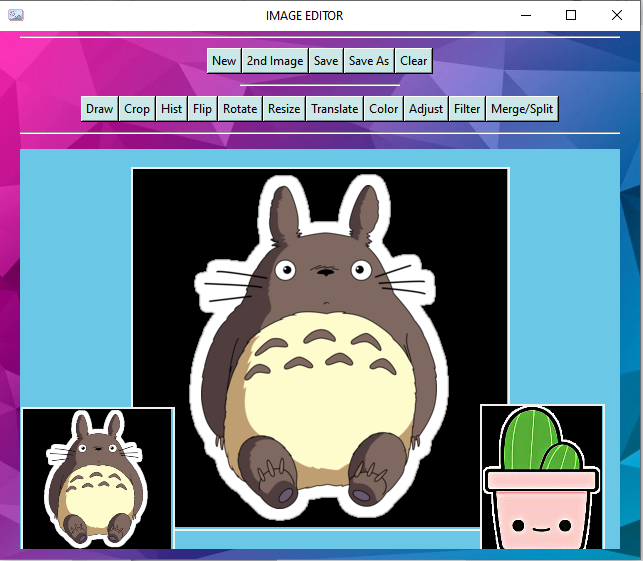 IMAGE EDITOR
New 2nd Image Save Save As Clear
Draw Crop Hist Flip Rotate Resize Translate Color Adjust Filter Merge/Split